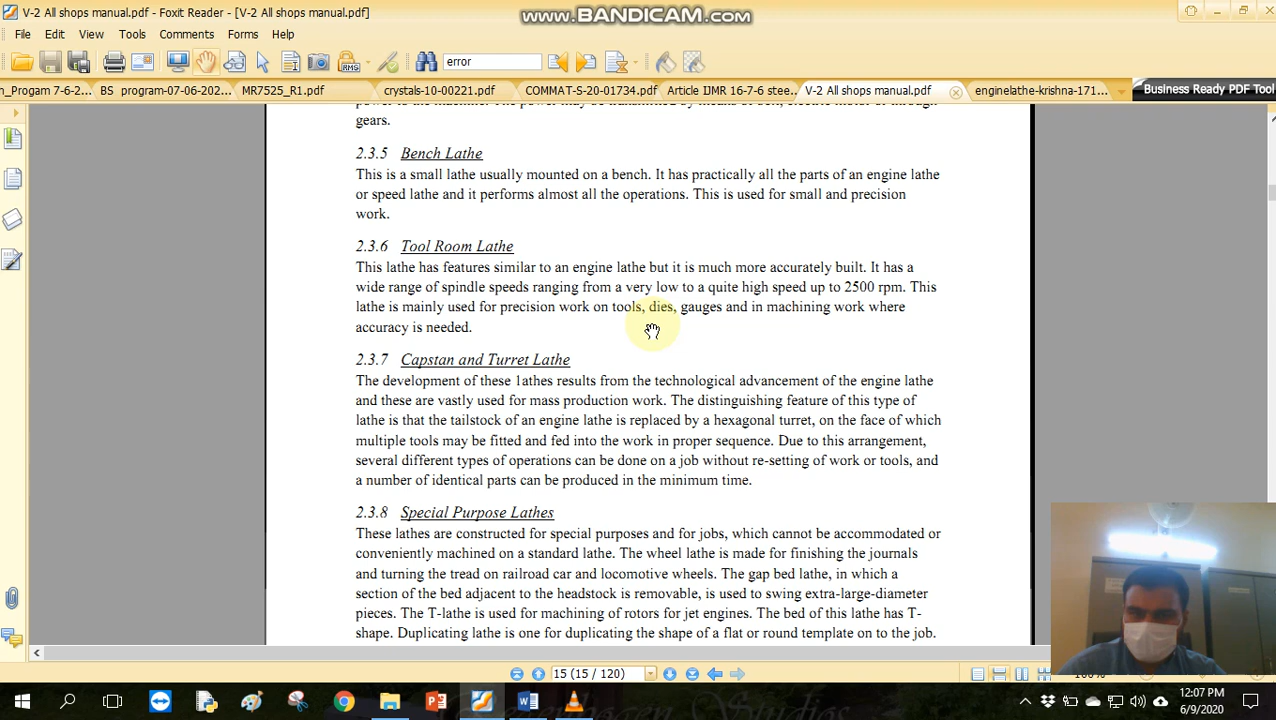 V-2 All shops manual.pdf - Foxit Reader - [V-2 All shops manual.pdf]
www.BANDICAM.com
File Edit View Tools Comments Forms Help
RMS
error
n_Progam 7-6-2...
BS program-07-06-202...
MR7525_R1.pdf
crystals-10-00221.pdf
COMMAT-S-20-01734.pdf
Article IJMR 16-7-6 stee...
V-2 All shops manual.pdf
enginelathe-krishna-171...
Business Ready PDF Tool
gears.
2.3.5 Bench Lathe
This is a small lathe usually mounted on a bench. It has practically all the parts of an engine lathe
or speed lathe and it performs almost all the operations. This is used for small and precision
work.
2.3.6 Tool Room Lathe
This lathe has features similar to an engine lathe but it is much more accurately built. It has a
wide range of spindle speeds ranging from a very low to a quite high speed up to 2500 rpm. This
lathe is mainly used for precision work on tools, dies, gauges and in machining work where
accuracy is needed.
2.3.7 Capstan and Turret Lathe
The development of these 1athes results from the technological advancement of the engine lathe
and these are vastly used for mass production work. The distinguishing feature of this type of
lathe is that the tailstock of an engine lathe is replaced by a hexagonal turret, on the face of which
multiple tools may be fitted and fed into the work in proper sequence. Due to this arrangement,
several different types of operations can be done on a job without re-setting of work or tools, and
a number of identical parts can be produced in the minimum time.
2.3.8 Special Purpose Lathes
These lathes are constructed for special purposes and for jobs, which cannot be accommodated or
conveniently machined on a standard lathe. The wheel lathe is made for finishing the journals
and turning the tread on railroad car and locomotive wheels. The gap bed lathe, in which a
section of the bed adjacent to the headstock is removable, is used to swing extra-large-diameter
pieces. The T-lathe is used for machining of rotors for jet engines. The bed of this lathe has T-
shape. Duplicating lathe is one for duplicating the shape of a flat or round template on to the job.
15 (15 / 120)
12:07 PM
6/9/2020